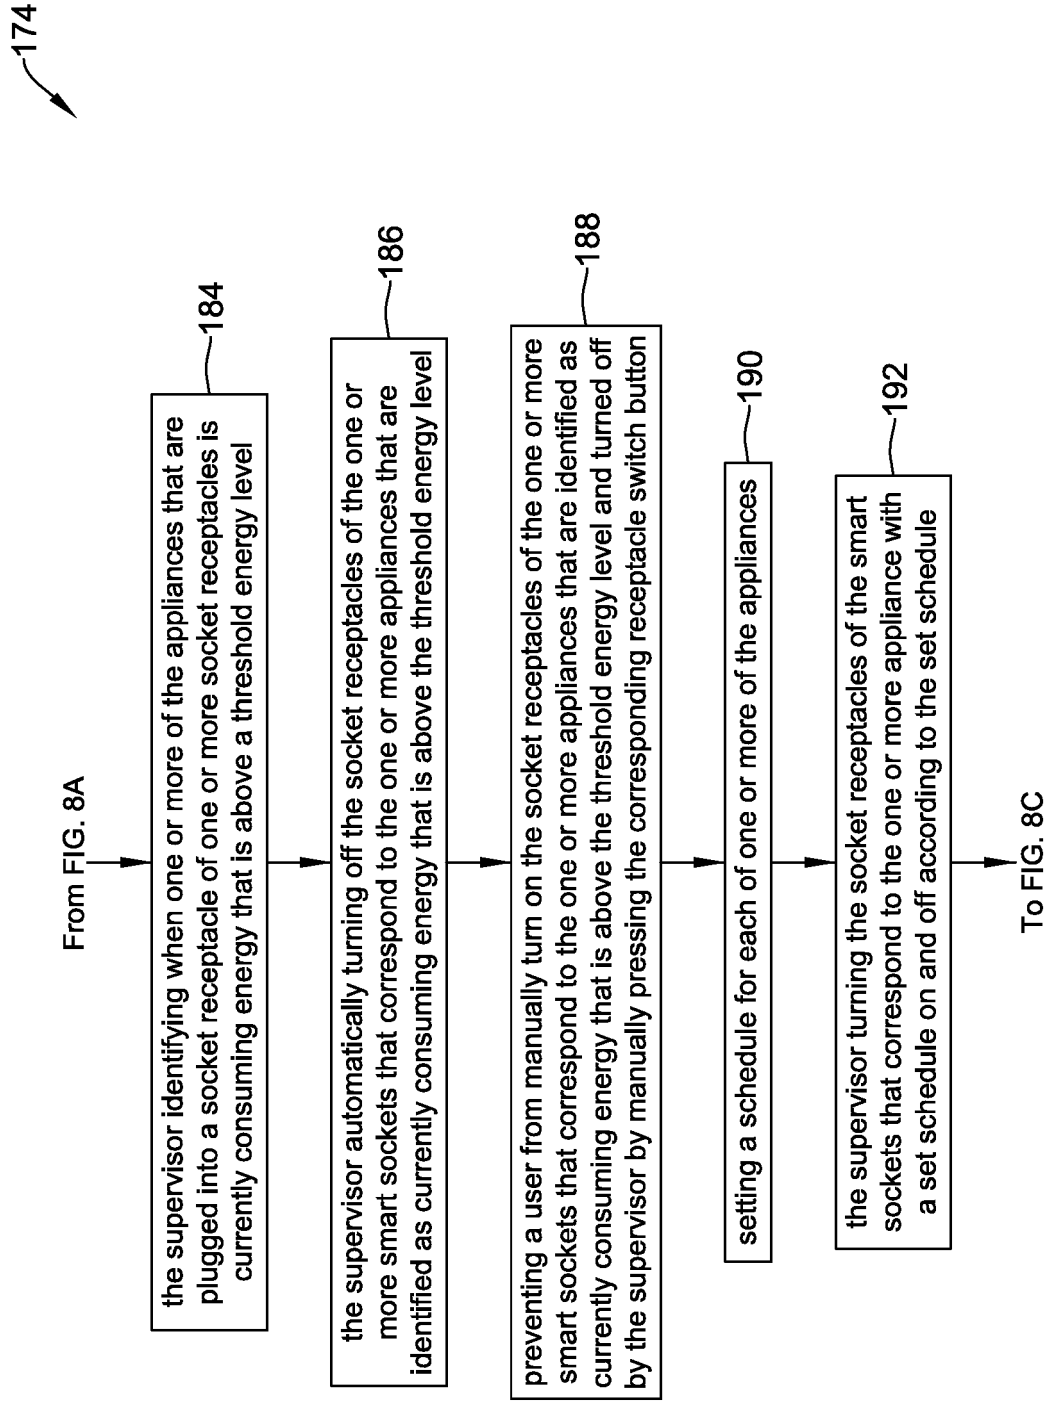 174
From FIG. 8A
the supervisor identifying when one or more of the appliances that are
plugged into a socket receptacle of one or more socket receptacles is
currently consuming energy that is above a threshold energy level
184
the supervisor automatically turning off the socket receptacles of the one or
more smart sockets that correspond to the one or more appliances that are
identified as currently consuming energy that is above the threshold energy level
186
preventing a user from manually turn on the socket receptacles of the one or more
smart sockets that correspond to the one or more appliances that are identified as
currently consuming energy that is above the threshold energy level and turned off
by the supervisor by manually pressing the corresponding receptacle switch button
188
setting a schedule for each of one or more of the appliances
190
the supervisor turning the socket receptacles of the smart
sockets that correspond to the one or more appliance with
a set schedule on and off according to the set schedule
192
To FIG. 8C